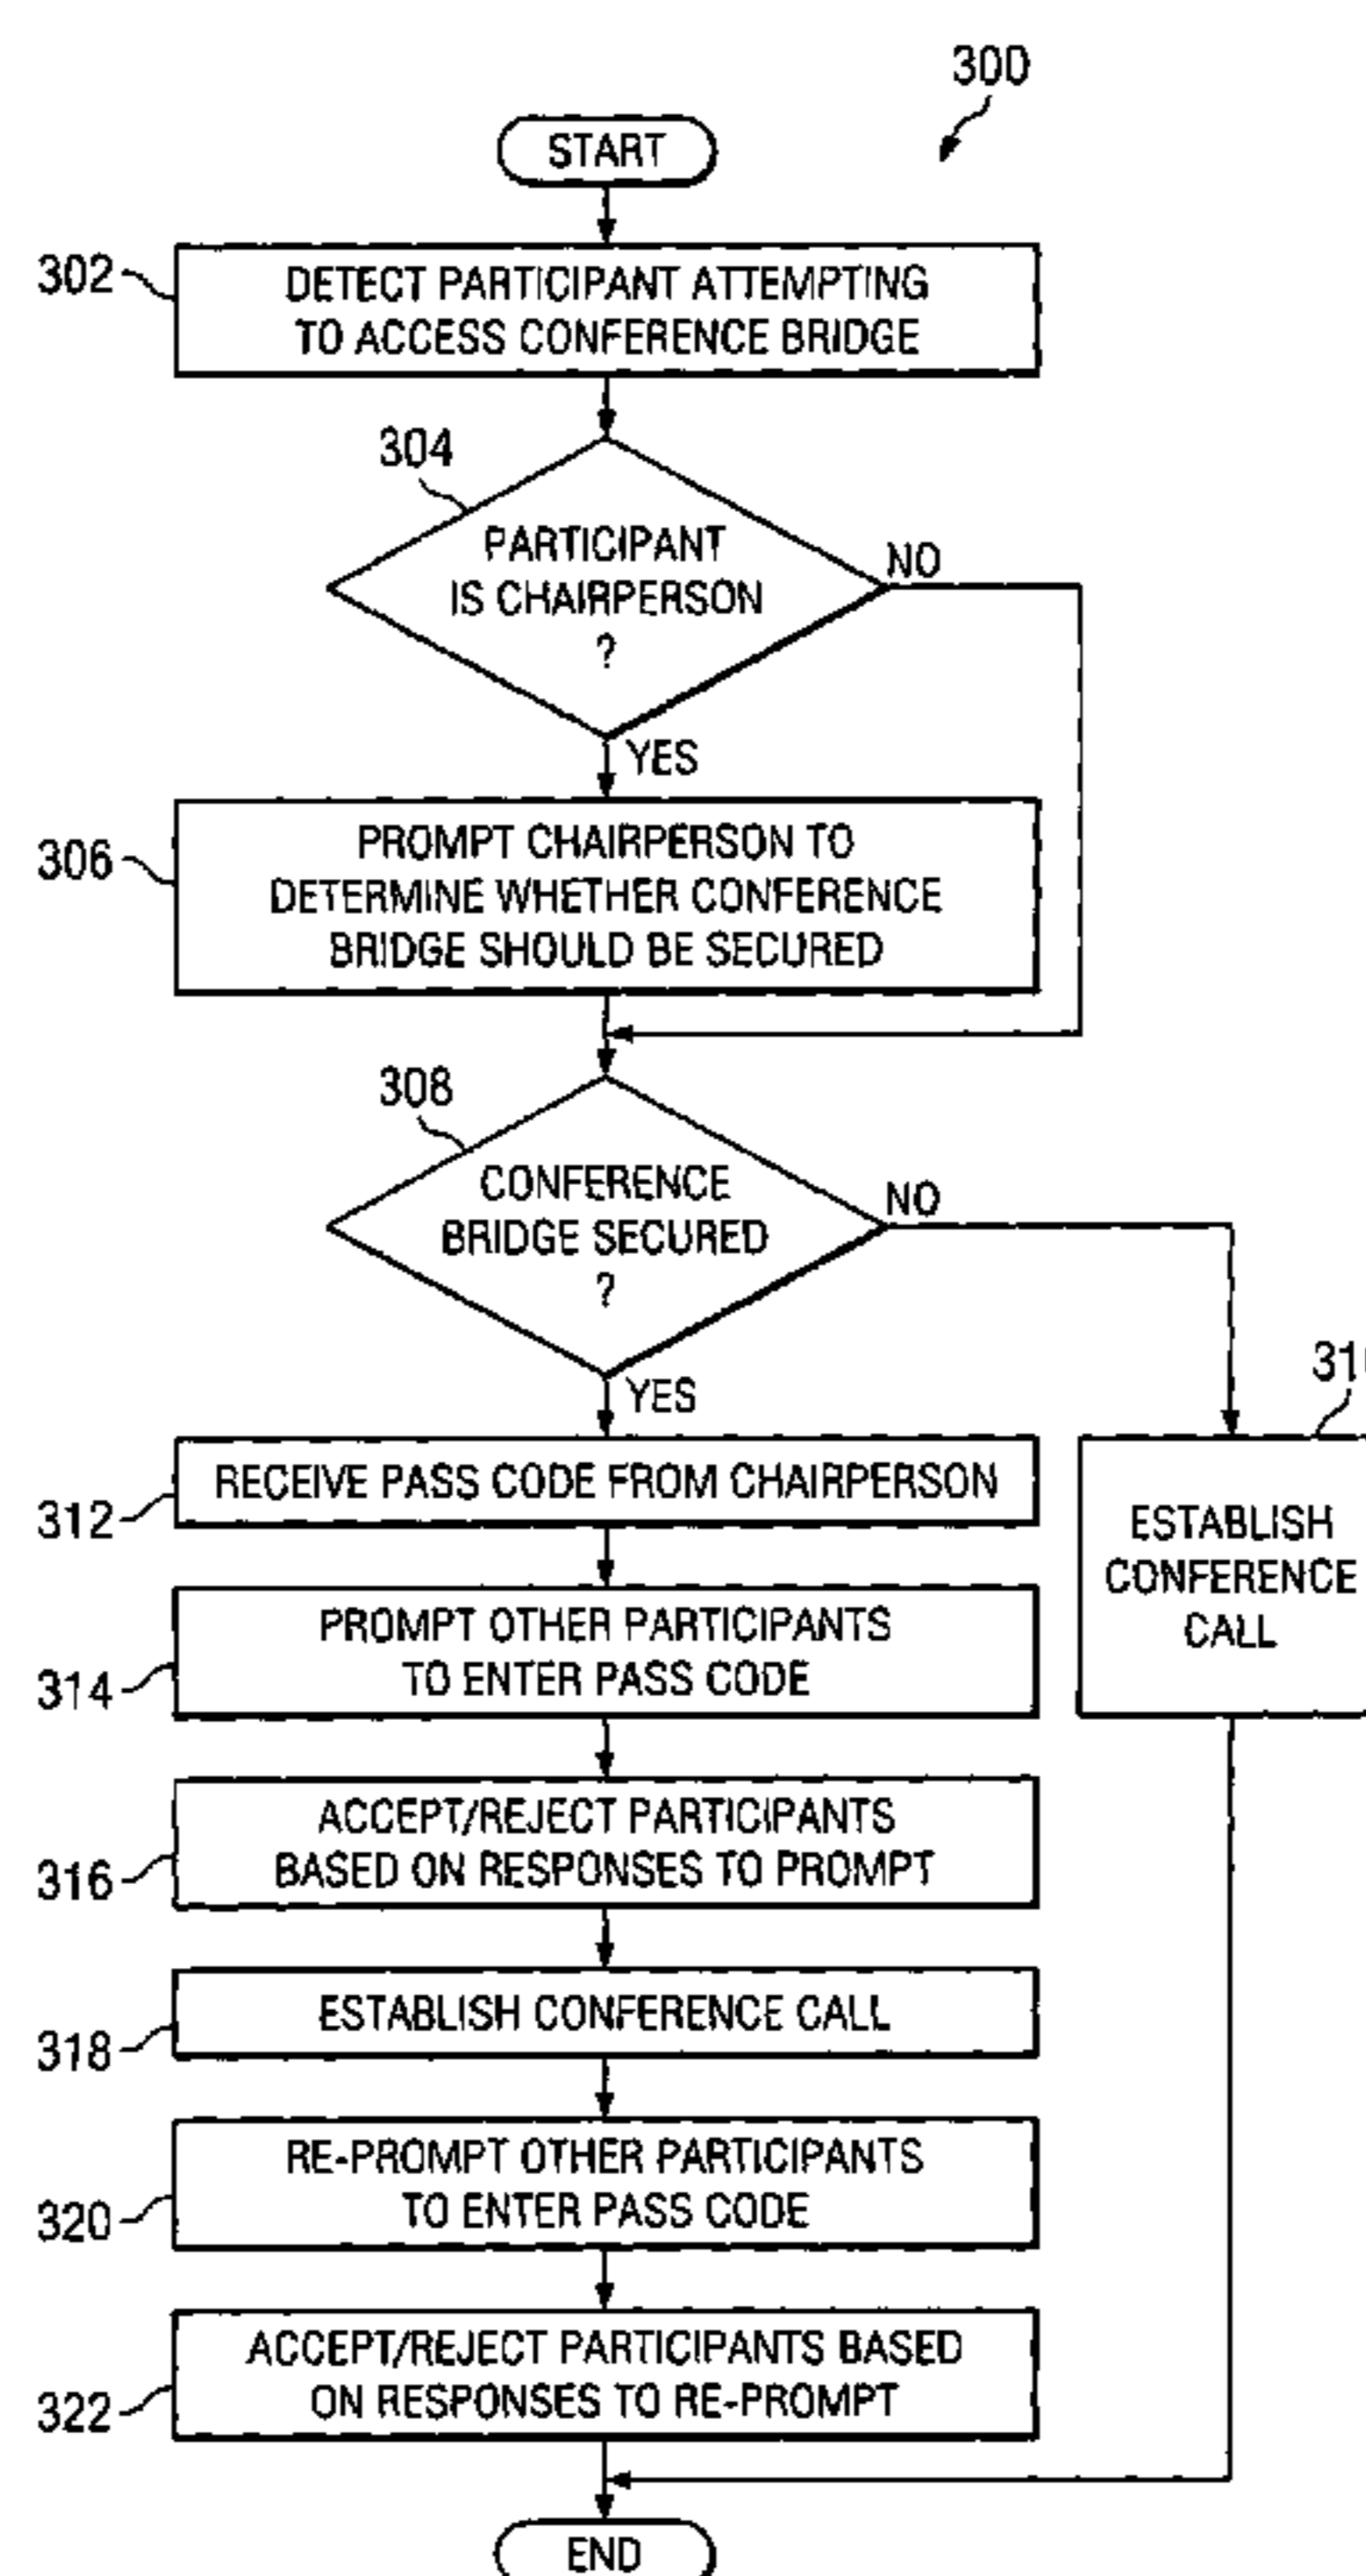 300
START
302
DETECT PARTICIPANT ATTEMPTING
TO ACCESS CONFERENCE BRIDGE
304
PARTICIPANT
IS CHAIRPERSON
?
NO
YES
306
PROMPT CHAIRPERSON TO
DETERMINE WHETHER CONFERENCE
BRIDGE SHOULD BE SECURED
308
CONFERENCE
BRIDGE SECURED
?
NO
YES
312
RECEIVE PASS CODE FROM CHAIRPERSON
ESTABLISH
CONFERENCE
CALL
314
PROMPT OTHER PARTICIPANTS
TO ENTER PASS CODE
316
ACCEPT/REJECT PARTICIPANTS
BASED ON RESPONSES TO PROMPT
318
ESTABLISH CONFERENCE CALL
320
RE-PROMPT OTHER PARTICIPANTS
TO ENTER PASS CODE
322
ACCEPT/REJECT PARTICIPANTS BASED
ON RESPONSES TO RE-PROMPT
END